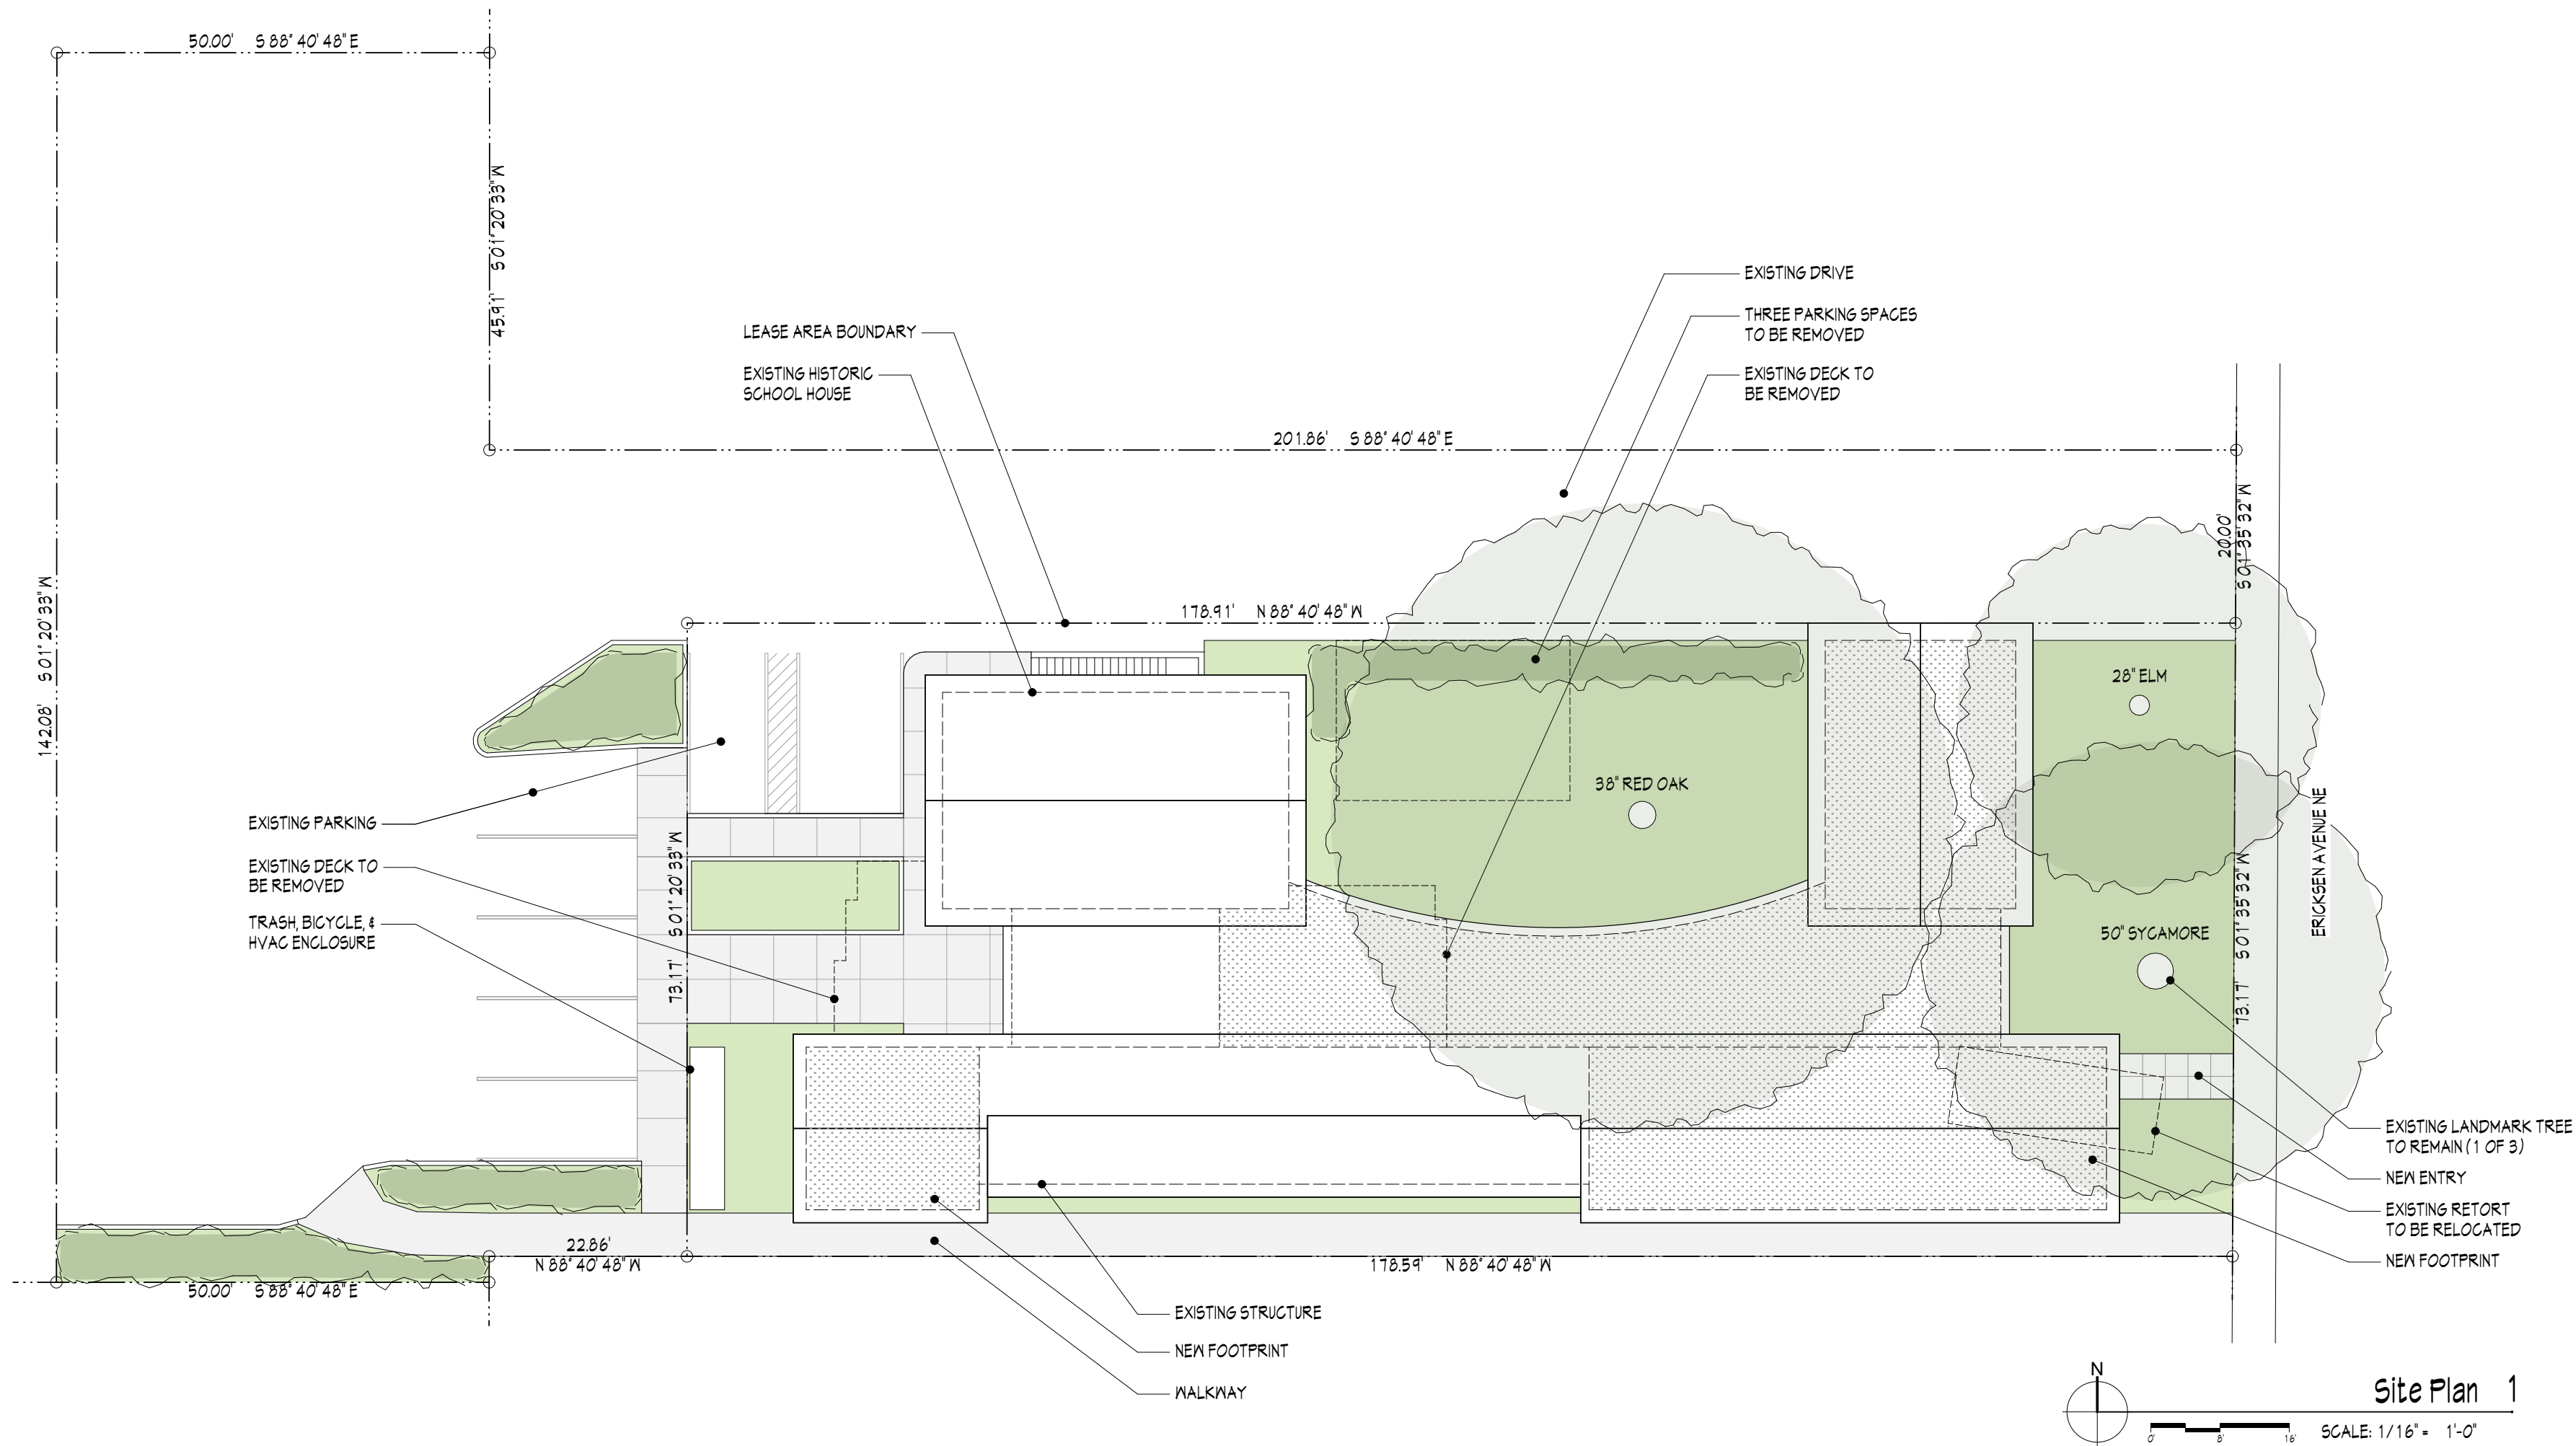 50.00' S 88° 40' 48" E
45.91' S 01° 20' 33" W
142.08' S 01° 20' 33" W
EXISTING DRIVE
THREE PARKING SPACES
TO BE REMOVED
EXISTING DECK TO
BE REMOVED
LEASE AREA BOUNDARY
EXISTING HISTORIC
SCHOOL HOUSE
201.86' S 88° 40' 48" E
20.00'
S 01° 35' 32" W
178.91' N 88° 40' 48" W
28" ELM
38" RED OAK
50" SYCAMORE
ERICKSEN AVENUE NE
73.17' S 01° 35' 32" W
73.17' S 01° 20' 33" W
EXISTING PARKING
EXISTING DECK TO
BE REMOVED
TRASH, BICYCLE, &
HVAC ENCLOSURE
EXISTING LANDMARK TREE
TO REMAIN (1 OF 3)
NEW ENTRY
EXISTING RETORT
TO BE RELOCATED
NEW FOOTPRINT
22.86'
N 88° 40' 48" W
178.59' N 88° 40' 48" W
50.00' S 88° 40' 48" E
EXISTING STRUCTURE
NEW FOOTPRINT
WALKWAY
N
Site Plan 1
0' 8' 16'
SCALE: 1/16" = 1'-0"